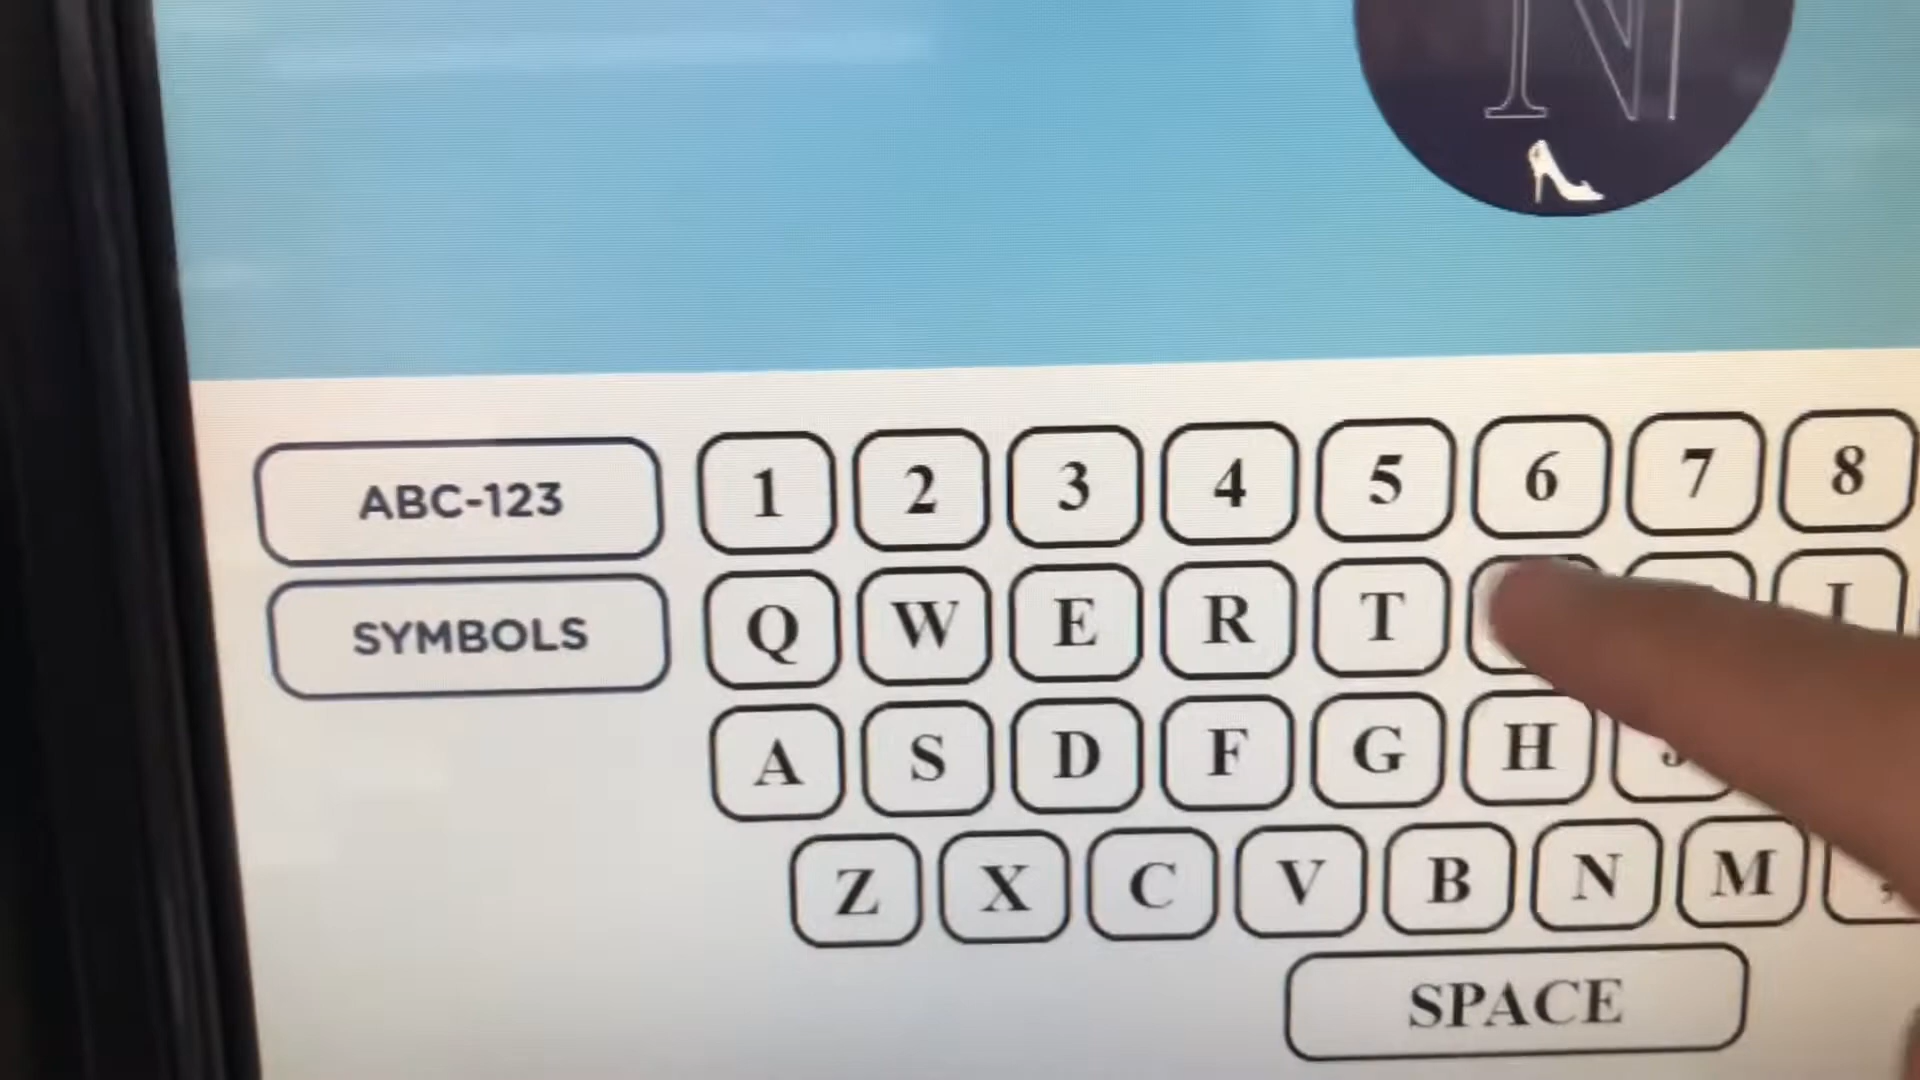 N
ABC-123 1 2 3 4 5 6 7 8
SYMBOLS Q W E R T I
A S D F G H J
Z X C V B N M ,
SPACE